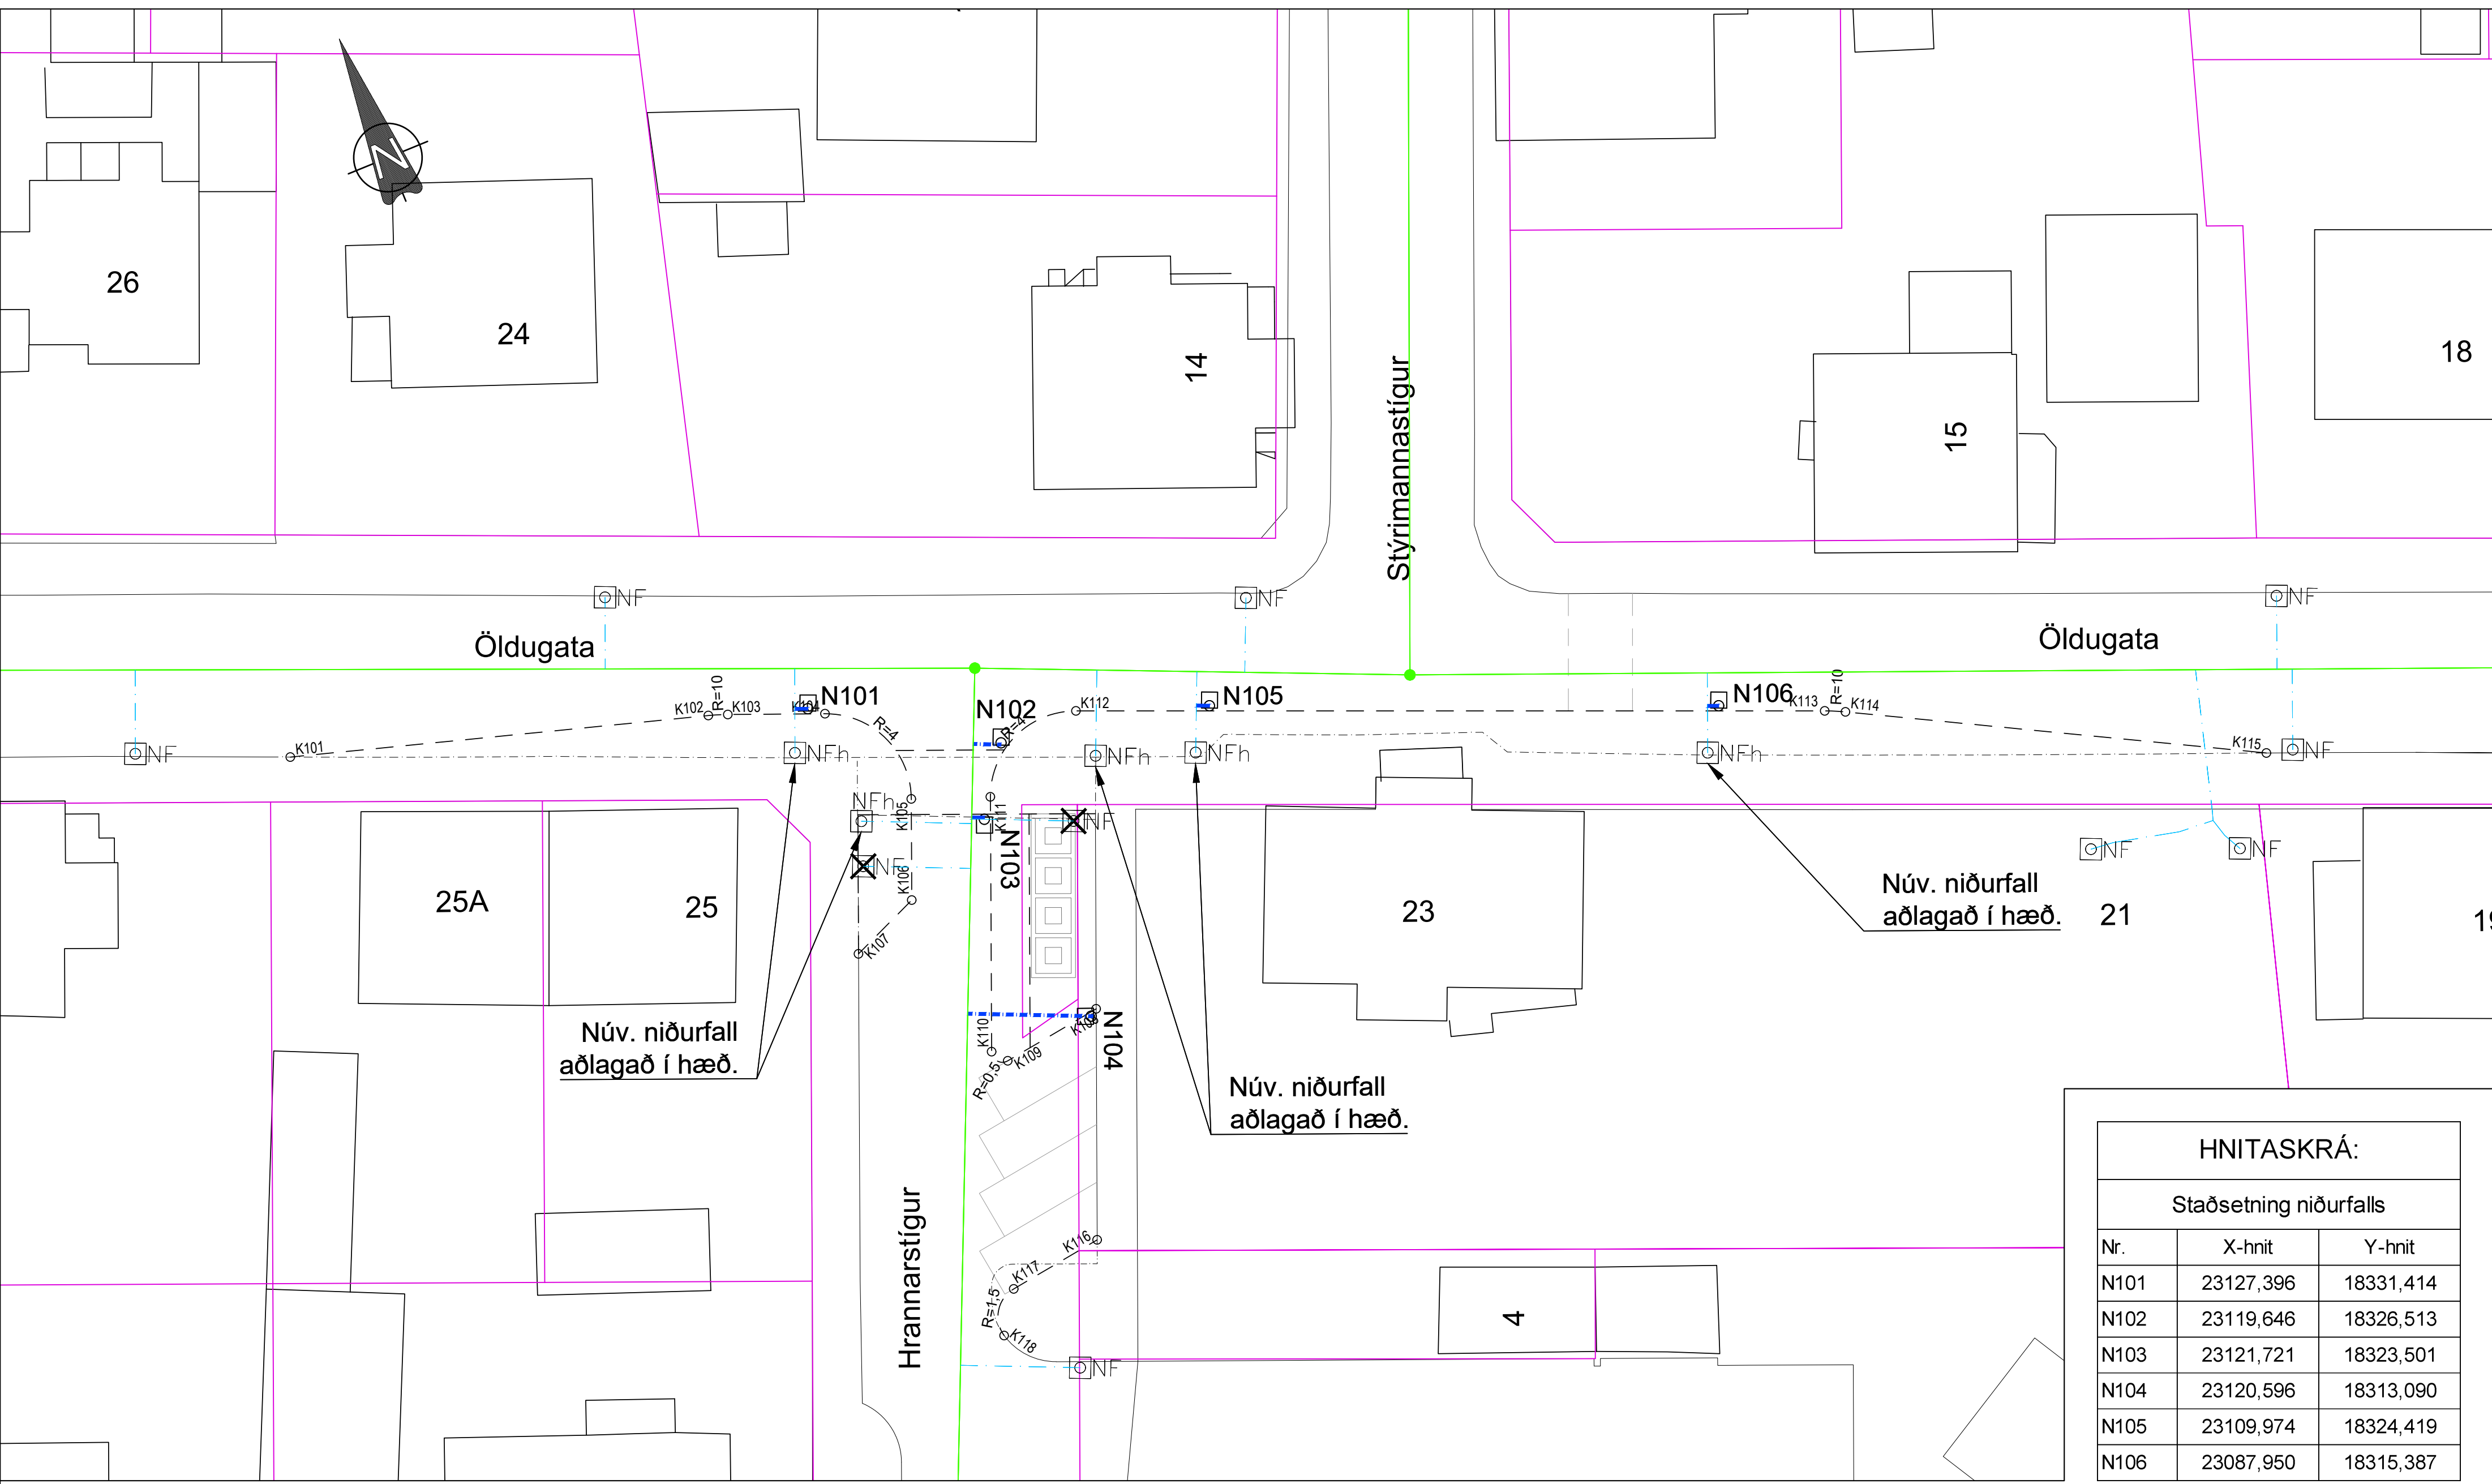 N
26
24
14
Stýrimannastígur
15
18
NF
NF
NF
Öldugata
Öldugata
N101
N102
N105
N106
K101
K102
R=10
K103
K104
R=4
R=4
K112
K113
R=10
K114
K115
NF
NFh
NFh
NFh
NFh
NF
NFh
K105
K111
NF
N103
NF
K106
K107
25A
25
23
21
NF
NF
Núv. niðurfall
aðlagað í hæð.
Núv. niðurfall
aðlagað í hæð.
Núv. niðurfall
aðlagað í hæð.
K110
K109
K108
N104
R=0,5
Hrannarstígur
K116
K117
R=1,5
K118
NF
4
HNITASKRÁ:
Staðsetning niðurfalls
Nr. X-hnit Y-hnit
N101 23127,396 18331,414
N102 23119,646 18326,513
N103 23121,721 18323,501
N104 23120,596 18313,090
N105 23109,974 18324,419
N106 23087,950 18315,387